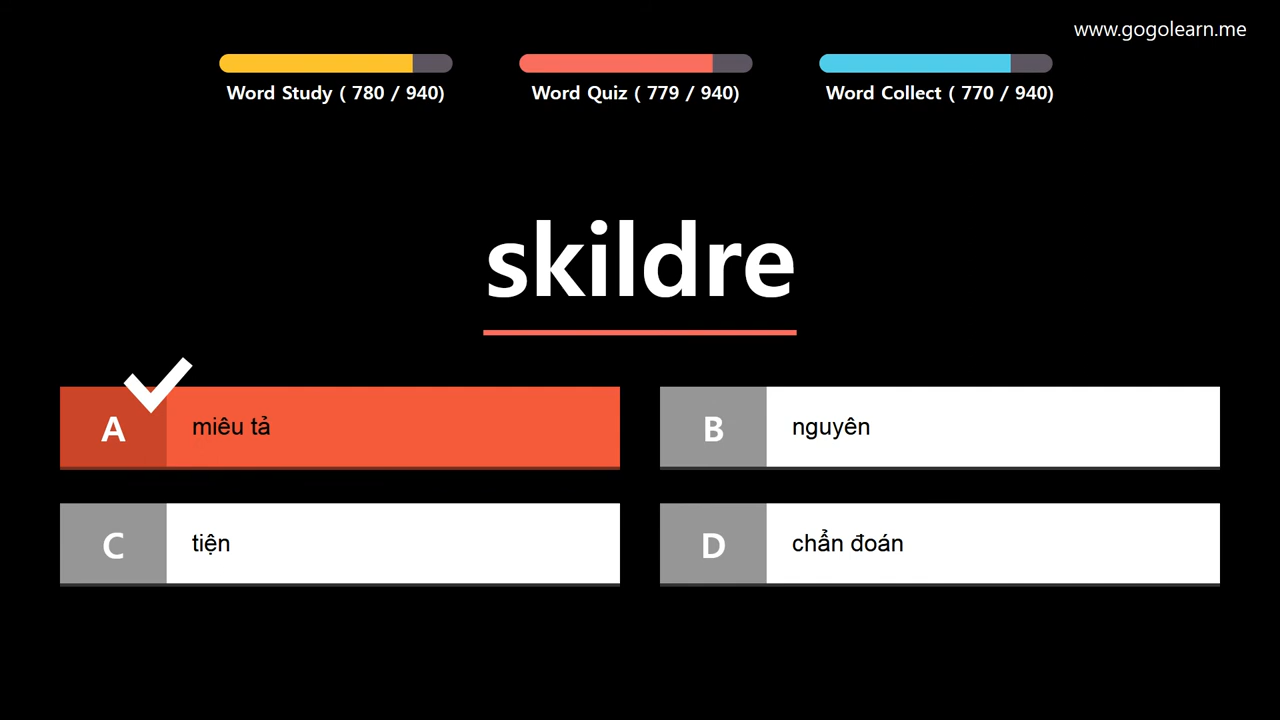 www.gogolearn.me
Word Study ( 780 / 940)
Word Quiz ( 779 / 940)
Word Collect ( 770 / 940)
skildre
A miêu tả
B nguyên
C tiện
D chẩn đoán